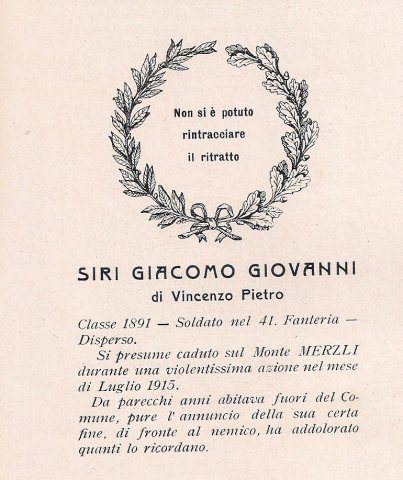 Non si è potuto
rintracciare
il ritratto
SIRI GIACOMO GIOVANNI
di Vincenzo Pietro
Classe 1891 — Soldato nel 41. Fanteria —
Disperso.
Si presume caduto sul Monte MERZLI
durante una violentissima azione nel mese
di Luglio 1915.
Da parecchi anni abitava fuori del Co-
mune, pure l' annuncio della sua certa
fine, di fronte al nemico, ha addolorato
quanti lo ricordano.